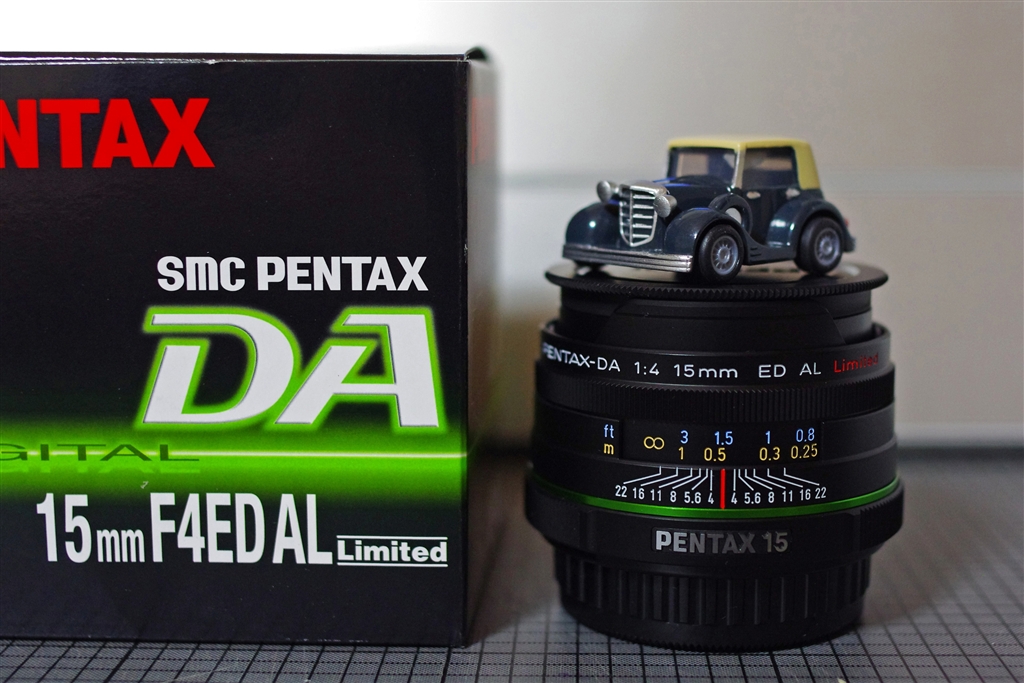 NTAX
smc PENTAX
DA
GITAL
15mm F4ED AL Limited
PENTAX-DA 1:4 15mm ED AL Limited
ft ∞ 3 1.5 1 0.8
m 1 0.5 0.3 0.25
22 16 11 8 5.6 4 4 5.6 8 11 16 22
PENTAX 15